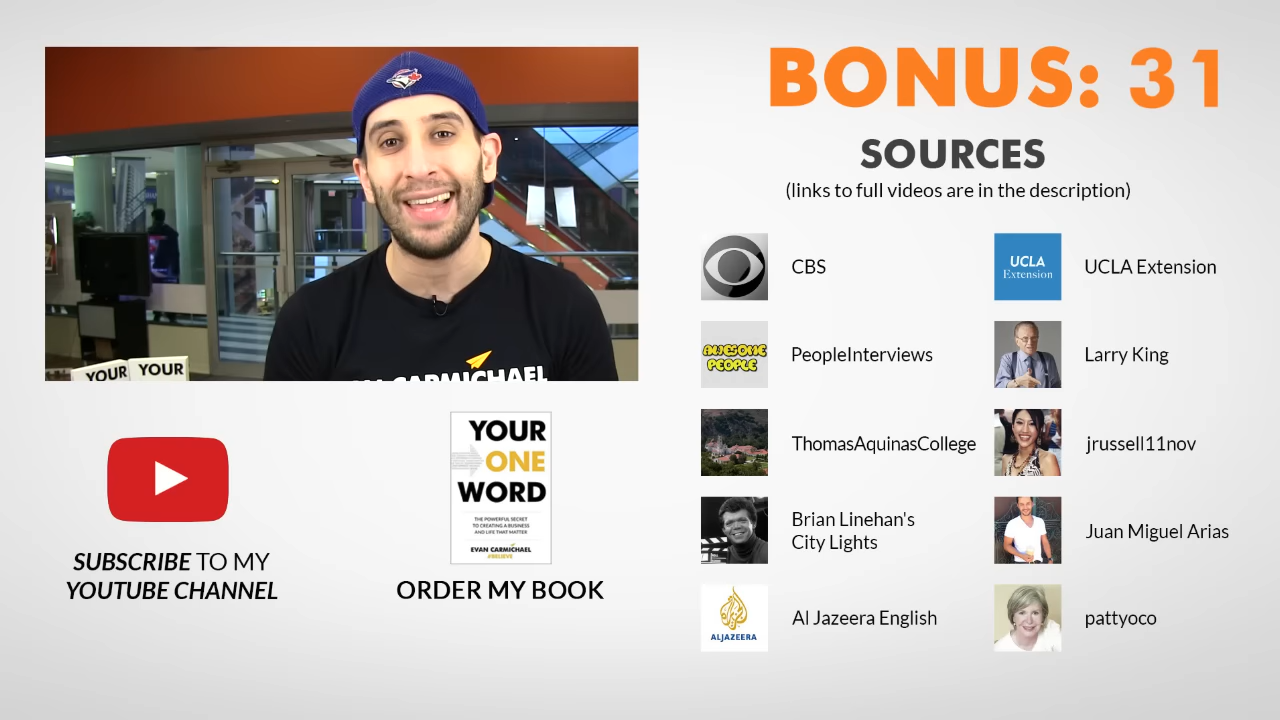 BONUS: 31
SOURCES
(links to full videos are in the description)
CBS
UCLA Extension
UCLA
Extension
PeopleInterviews
AWESOME
PEOPLE
Larry King
ThomasAquinasCollege
jrussell11nov
Brian Linehan's
City Lights
Juan Miguel Arias
Al Jazeera English
ALJAZEERA
pattyoco
YOUR
YOUR
CARMICHAEL
SUBSCRIBE TO MY
YOUTUBE CHANNEL
YOUR
ONE
WORD
THE POWERFUL SECRET
TO CREATING A BUSINESS
AND LIFE THAT MATTER
EVAN CARMICHAEL
#BELIEVE
ORDER MY BOOK